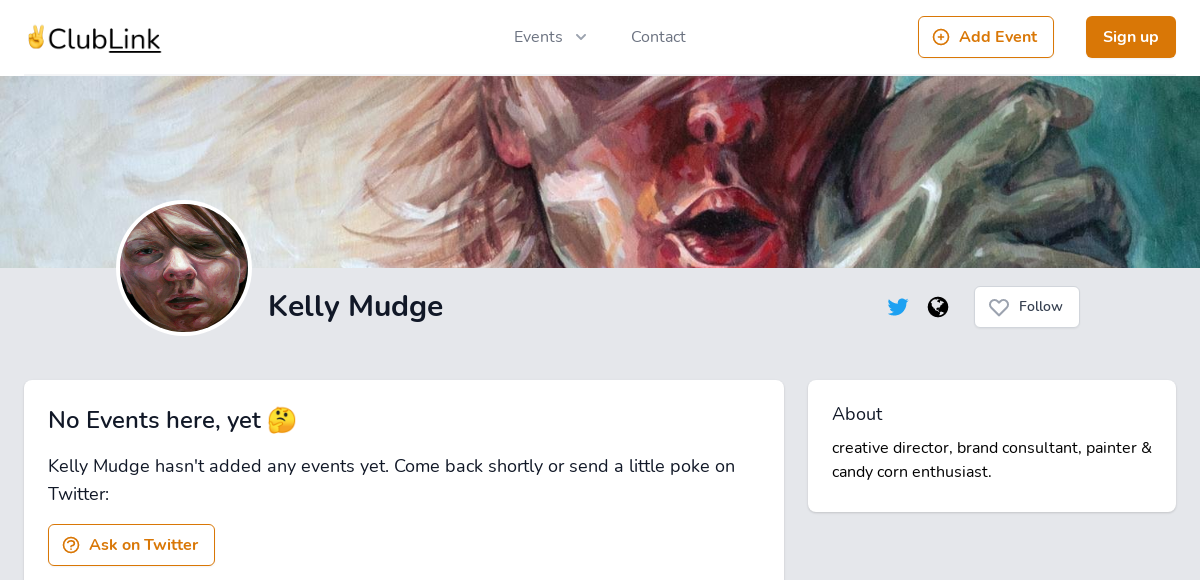 ✌️ClubLink
Events
Contact
Add Event
Sign up
Kelly Mudge
Follow
No Events here, yet 🤔
Kelly Mudge hasn't added any events yet. Come back shortly or send a little poke on
Twitter:
Ask on Twitter
About
creative director, brand consultant, painter &
candy corn enthusiast.